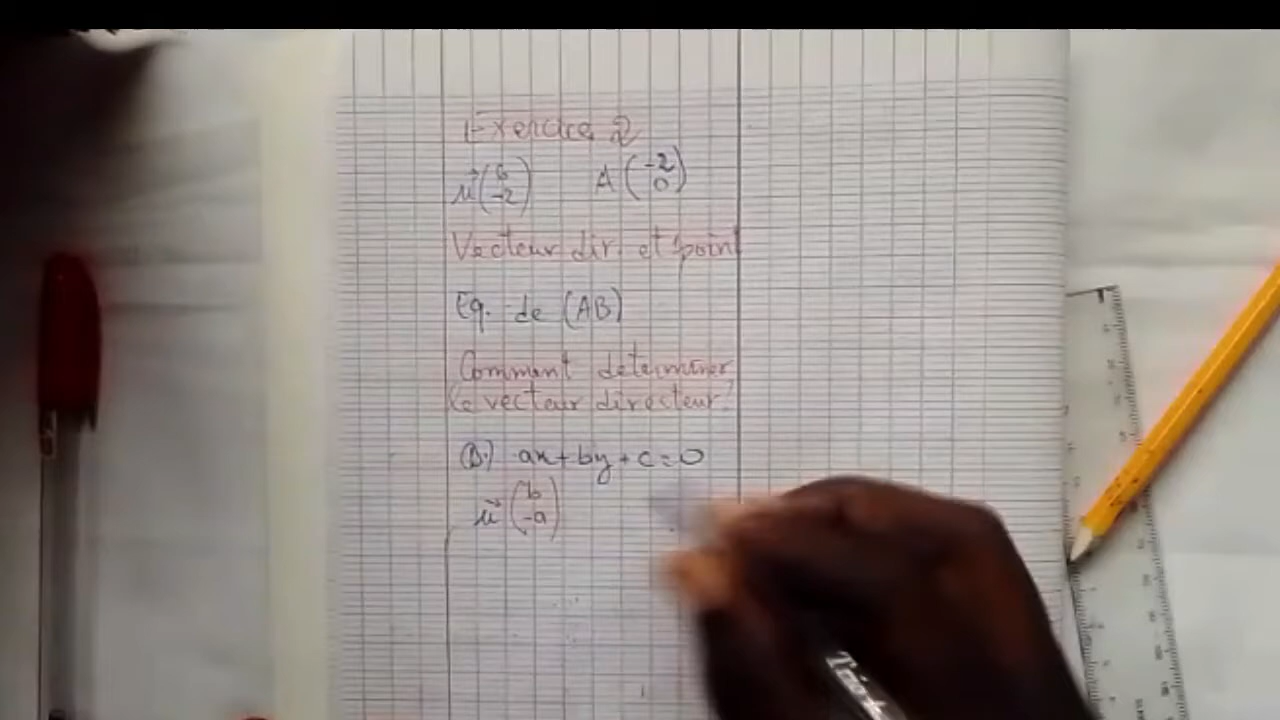 Exercice 2
u⃗(6 -2) A(-2 0)
Vecteur dir. et point
Eq. de (AB)
Comment déterminer
le vecteur directeur?
(D) ax+by+c=0
u⃗(b -a)